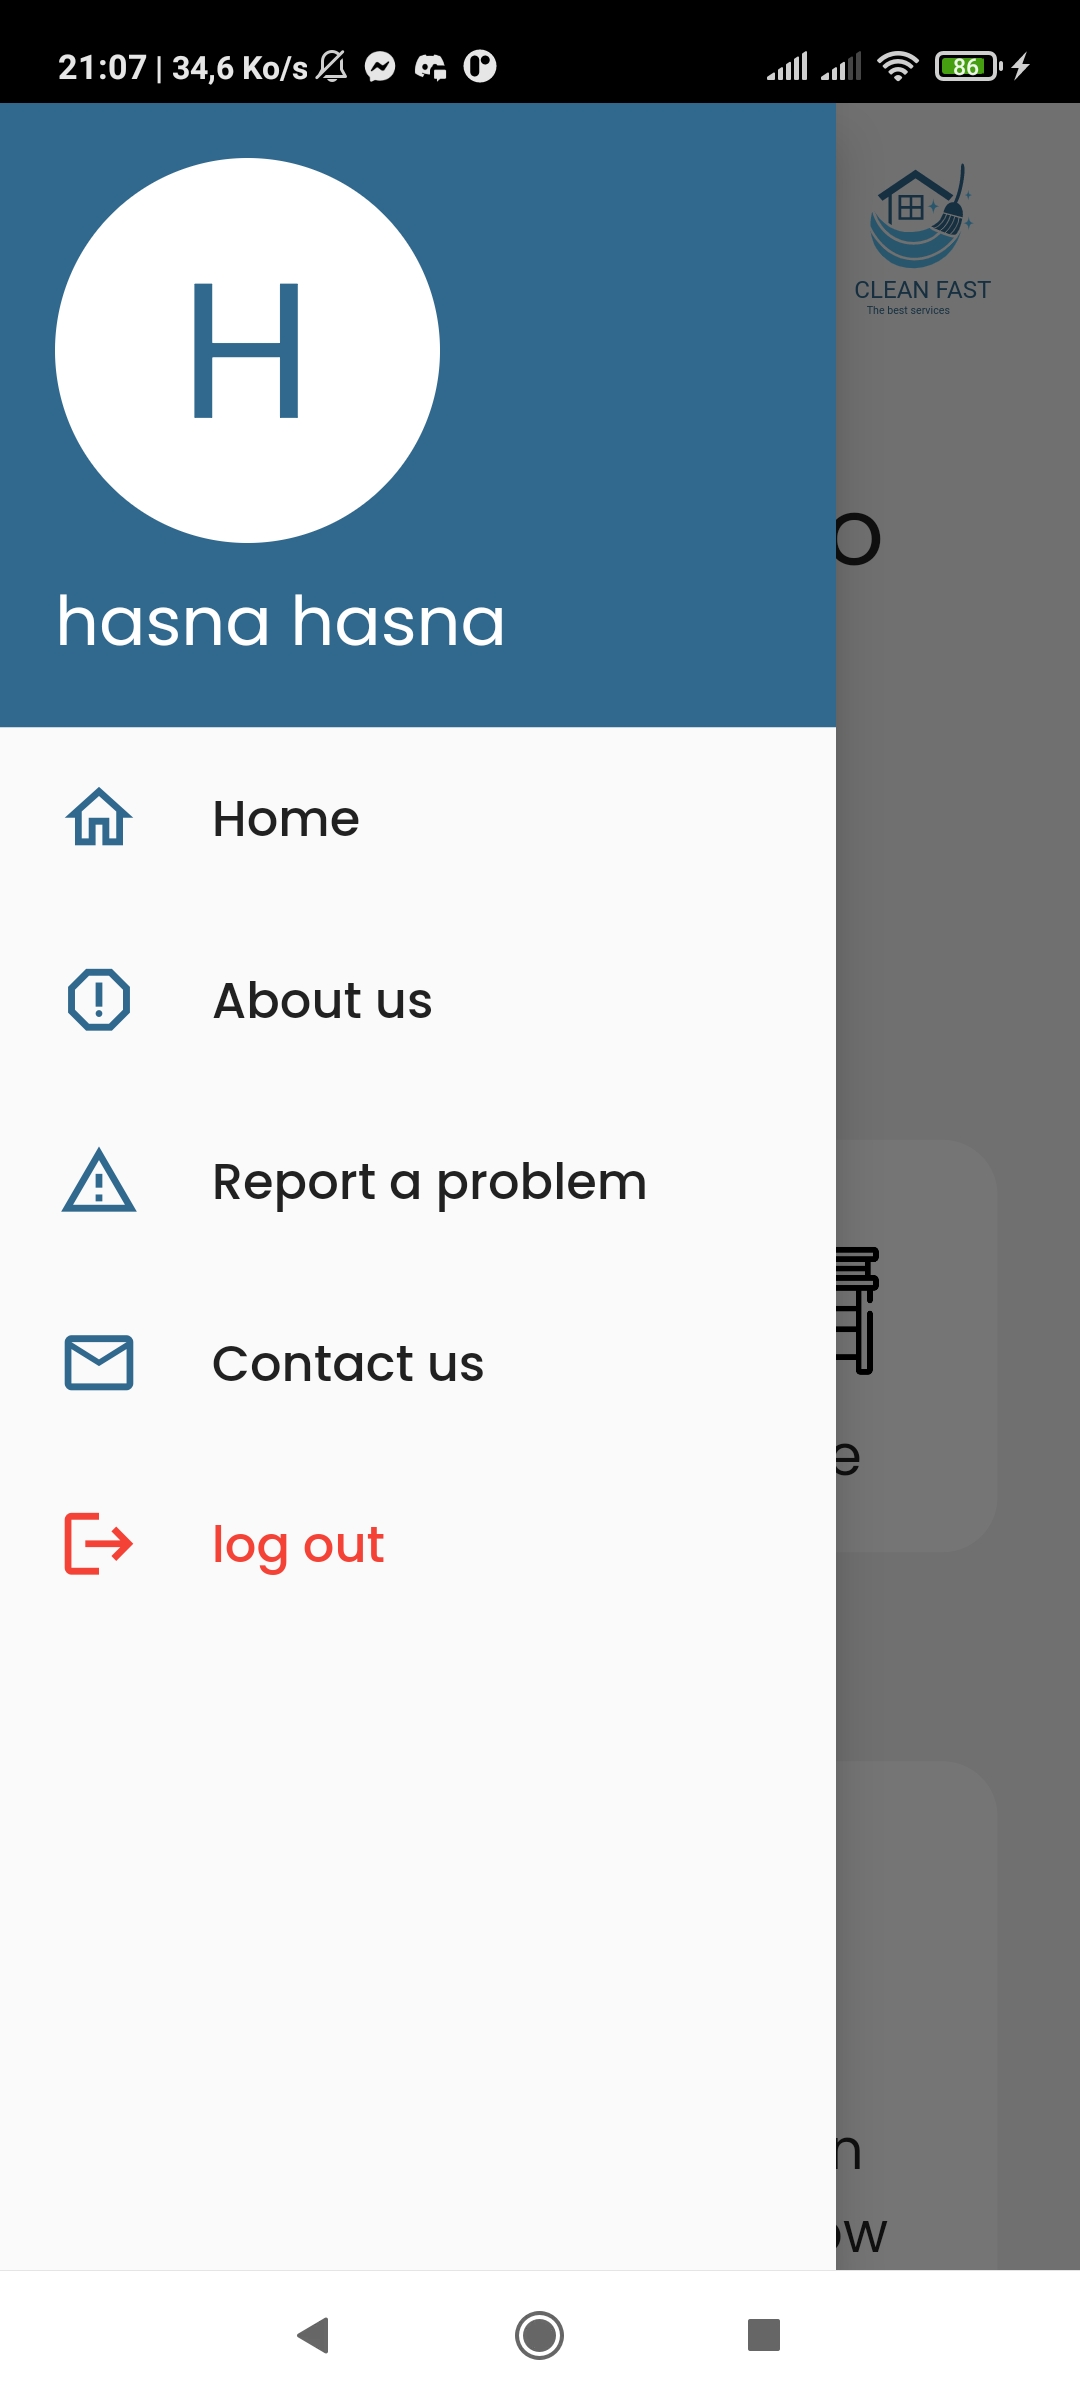 21:07 | 34,6 Ko/s
86
CLEAN FAST
The best services
H
hasna hasna
Home
About us
Report a problem
Contact us
log out